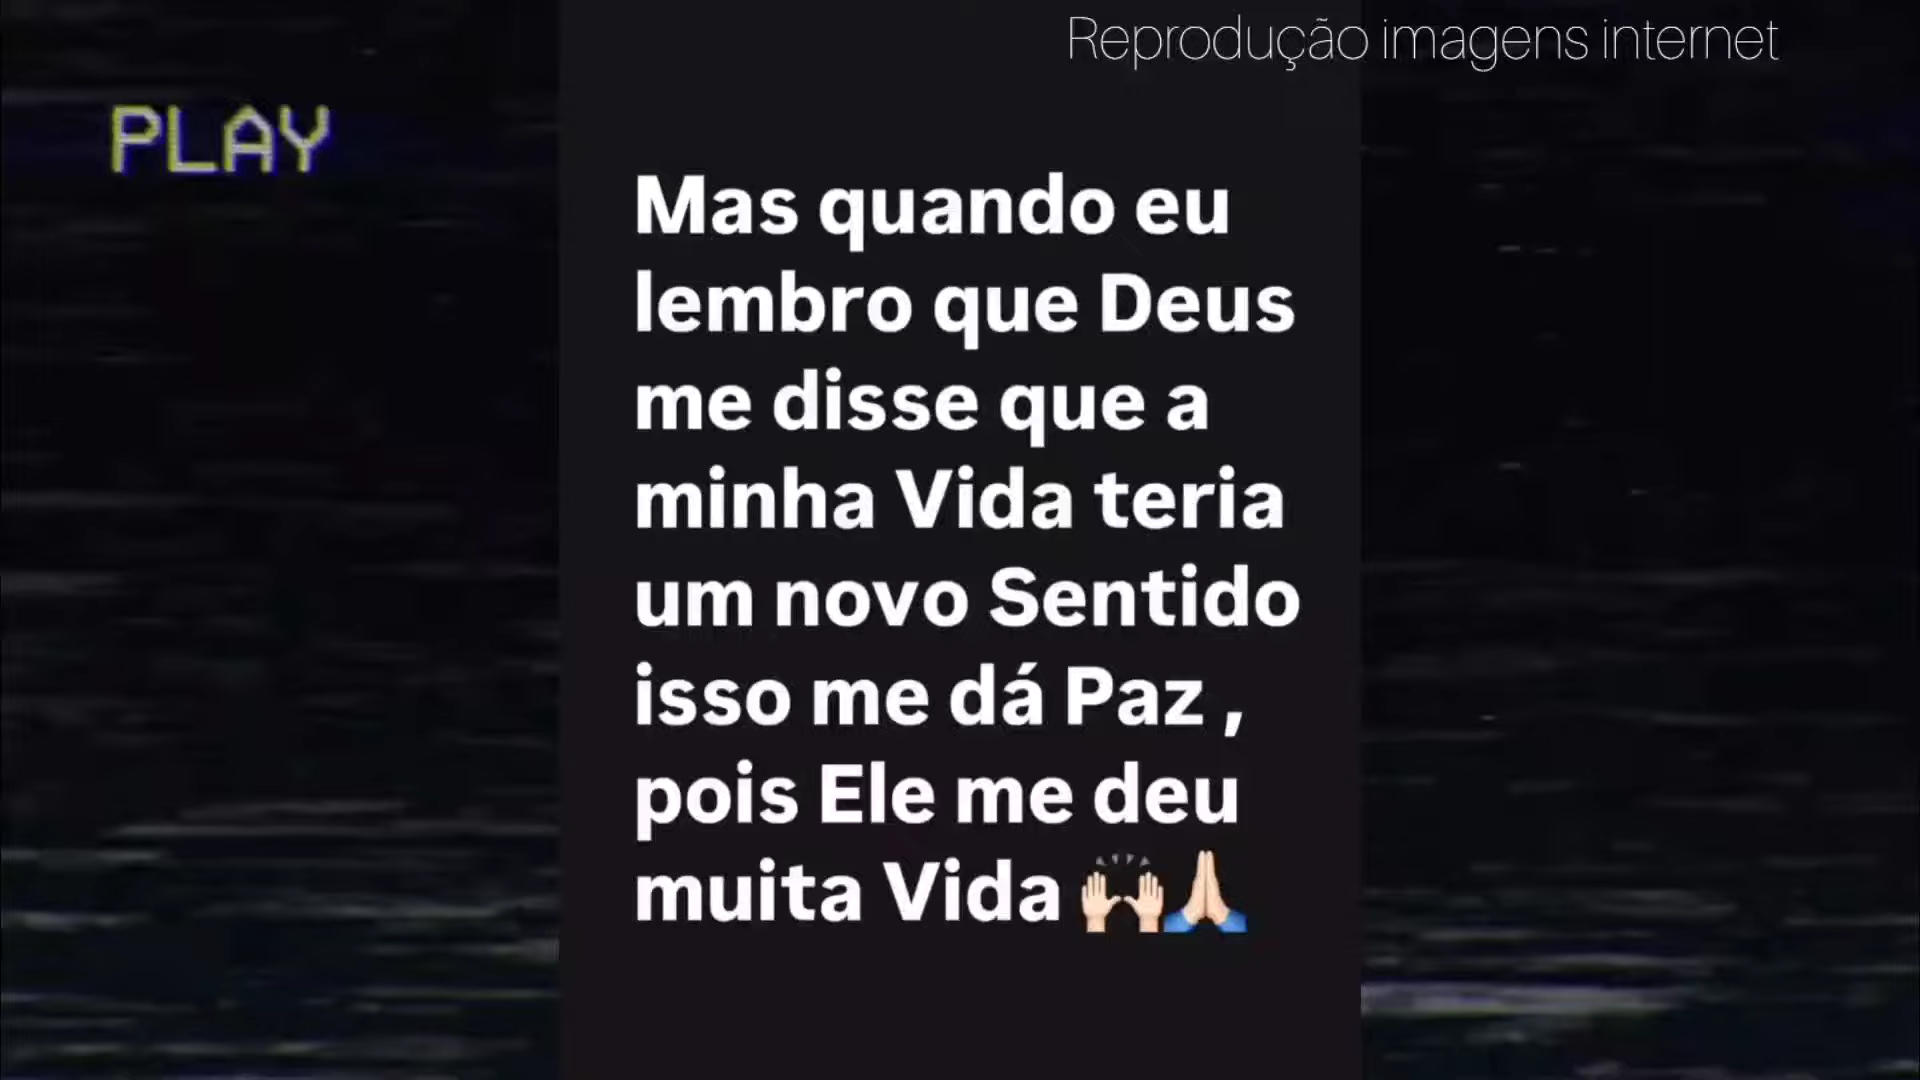 Reprodução imagens internet
PLAY
Mas quando eu
lembro que Deus
me disse que a
minha Vida teria
um novo Sentido
isso me dá Paz ,
pois Ele me deu
muita Vida 🙌🏻🙏🏻